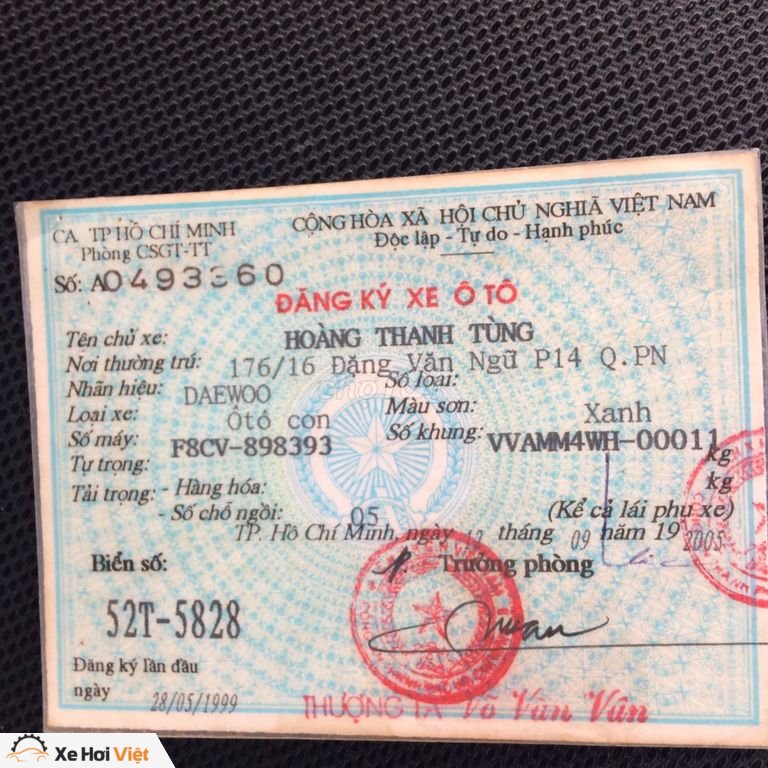 CA TP HỒ CHÍ MINH
Phòng CSGT-TT
Số: A0493360
CỘNG HÒA XÃ HỘI CHỦ NGHĨA VIỆT NAM
Độc lập - Tự do - Hạnh phúc
ĐĂNG KÝ XE Ô TÔ
Tên chủ xe: HOÀNG THANH TÙNG
Nơi thường trú: 176/16 Đặng Văn Ngữ P14 Q.PN
Nhãn hiệu: DAEWOO Số loại:
Loại xe: Ôtô con Màu sơn: Xanh
Số máy: F8CV-898393 Số khung: VVAMM4WH-00011
Tự trọng: kg
Tải trọng: - Hàng hóa: kg
- Số chỗ ngồi: 05 (Kể cả lái phụ xe)
TP. Hồ Chí Minh, ngày 12 tháng 09 năm 19 2005
Biển số: Trưởng phòng
52T-5828
Đăng ký lần đầu
ngày 28/05/1999
THƯỢNG TÁ Võ Văn Vân
chotot
Xe Hơi Việt